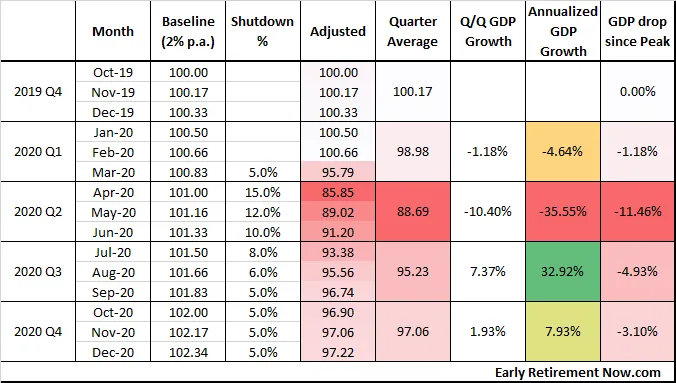 Month Baseline (2% p.a.) Shutdown % Adjusted Quarter Average Q/Q GDP Growth Annualized GDP Growth GDP drop since Peak
2019 Q4 Oct-19 100.00 100.00 100.17 0.00%
Nov-19 100.17 100.17
Dec-19 100.33 100.33
2020 Q1 Jan-20 100.50 100.50 98.98 -1.18% -4.64% -1.18%
Feb-20 100.66 100.66
Mar-20 100.83 5.0% 95.79
2020 Q2 Apr-20 101.00 15.0% 85.85 88.69 -10.40% -35.55% -11.46%
May-20 101.16 12.0% 89.02
Jun-20 101.33 10.0% 91.20
2020 Q3 Jul-20 101.50 8.0% 93.38 95.23 7.37% 32.92% -4.93%
Aug-20 101.66 6.0% 95.56
Sep-20 101.83 5.0% 96.74
2020 Q4 Oct-20 102.00 5.0% 96.90 97.06 1.93% 7.93% -3.10%
Nov-20 102.17 5.0% 97.06
Dec-20 102.34 5.0% 97.22
Early Retirement Now.com